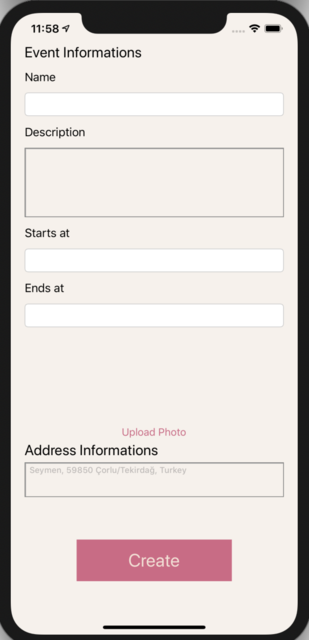 11:58
Event Informations
Name
Description
Starts at
Ends at
Upload Photo
Address Informations
Seymen, 59850 Çorlu/Tekirdağ, Turkey
Create